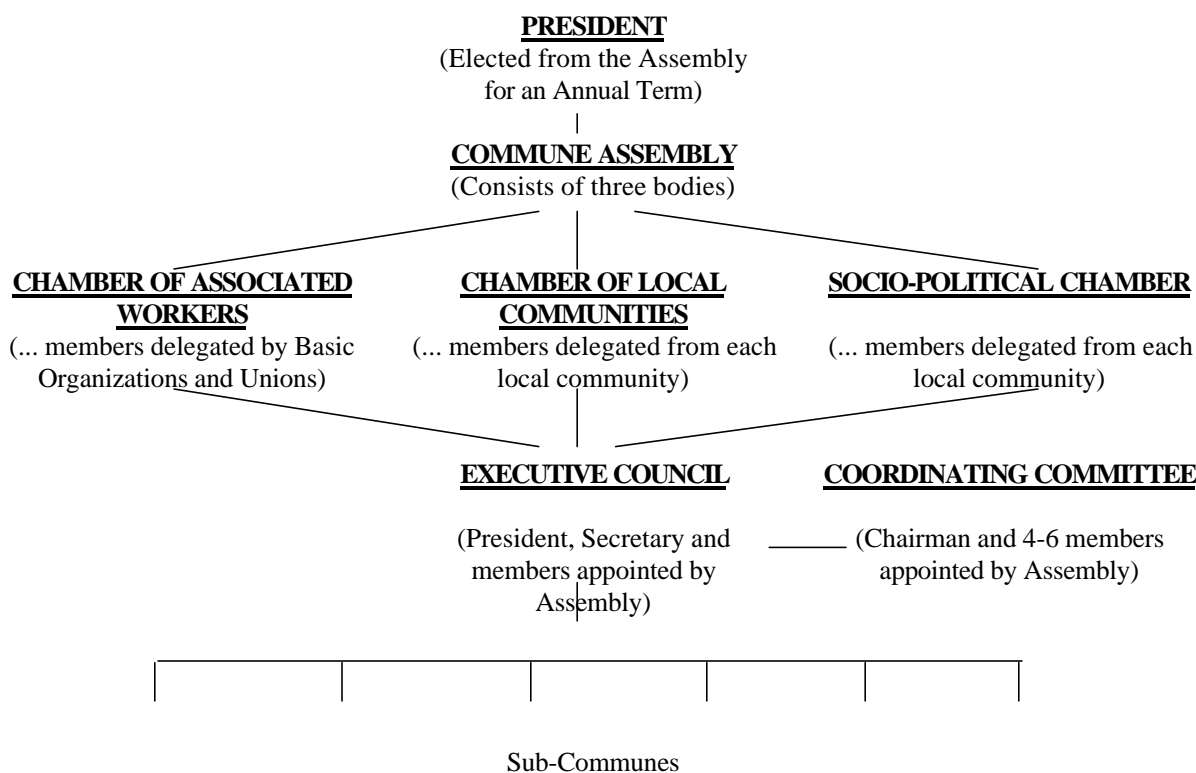 PRESIDENT
(Elected from the Assembly
for an Annual Term)
COMMUNE ASSEMBLY
(Consists of three bodies)
CHAMBER OF ASSOCIATED
WORKERS
(... members delegated by Basic
Organizations and Unions)
CHAMBER OF LOCAL
COMMUNITIES
(... members delegated from each
local community)
SOCIO-POLITICAL CHAMBER
(... members delegated from each
local community)
EXECUTIVE COUNCIL
(President, Secretary and
members appointed by
Assembly)
COORDINATING COMMITTEE
(Chairman and 4-6 members
appointed by Assembly)
Sub-Communes